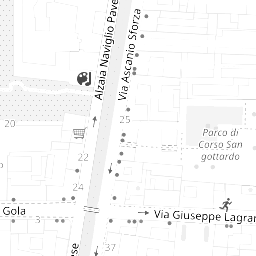 Alzaia Naviglio Pave
Via Ascanio Sforza
25
20
Parco di
Corso San
gottardo
22
24
Gola
Via Giuseppe Lagran
37